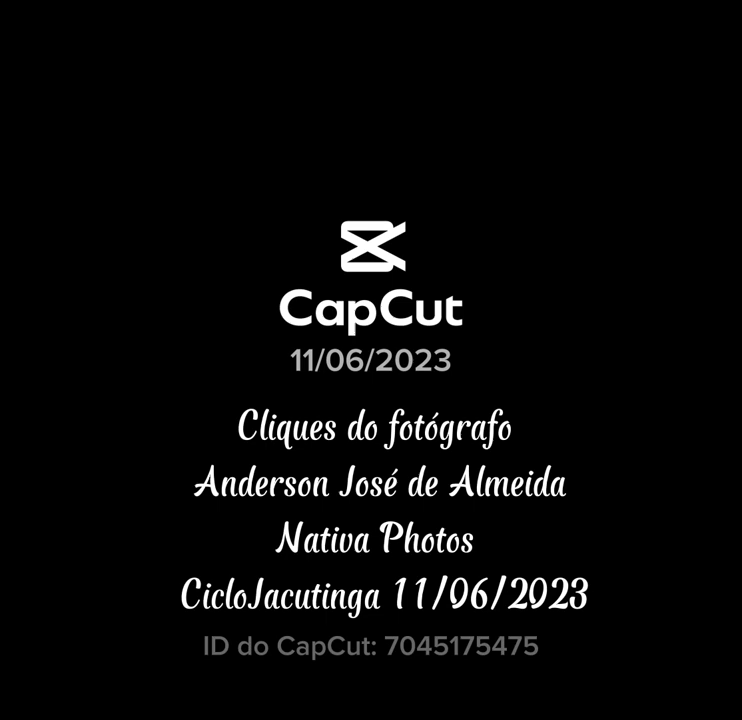 CapCut
11/06/2023
Cliques do fotógrafo
Anderson José de Almeida
Nativa Photos
CicloJacutinga 11/06/2023
ID do CapCut: 7045175475